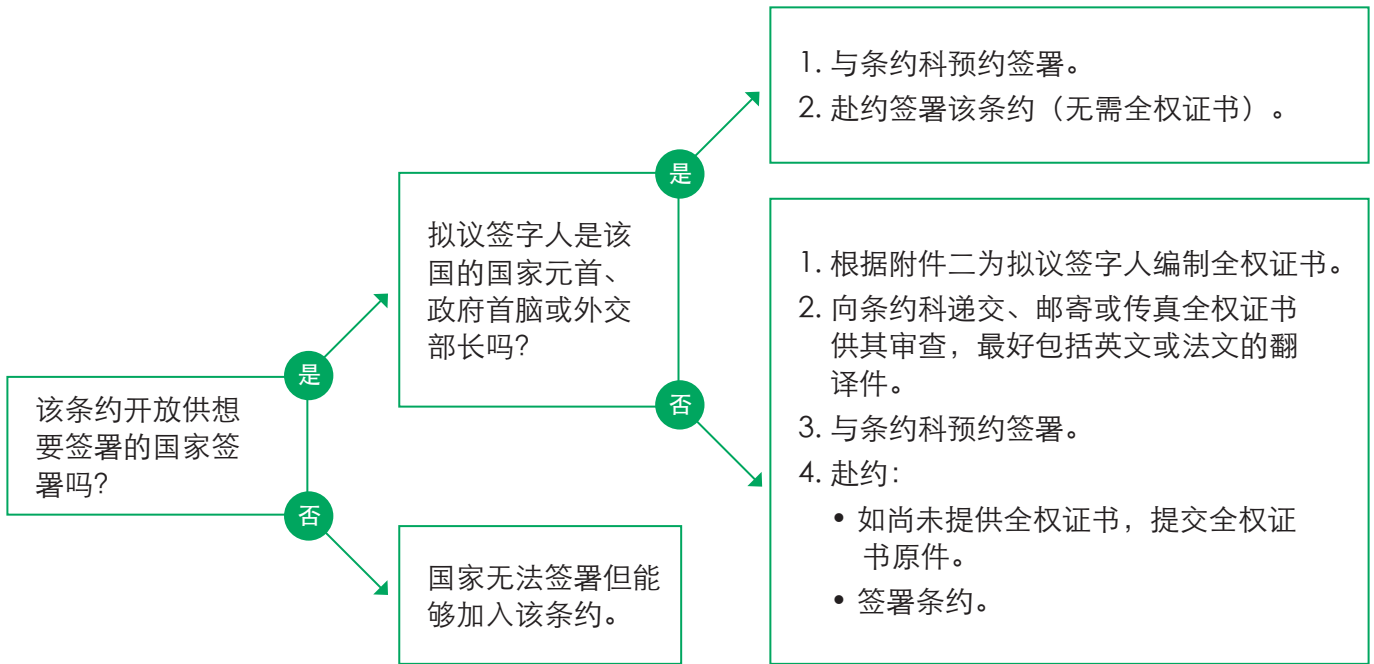 该条约开放供想
要签署的国家签
署吗？
是
否
拟议签字人是该
国的国家元首、
政府首脑或外交
部长吗？
是
否
国家无法签署但能
够加入该条约。
1. 与条约科预约签署。
2. 赴约签署该条约（无需全权证书）。
1. 根据附件二为拟议签字人编制全权证书。
2. 向条约科递交、邮寄或传真全权证书
供其审查，最好包括英文或法文的翻
译件。
3. 与条约科预约签署。
4. 赴约：
• 如尚未提供全权证书，提交全权证
书原件。
• 签署条约。